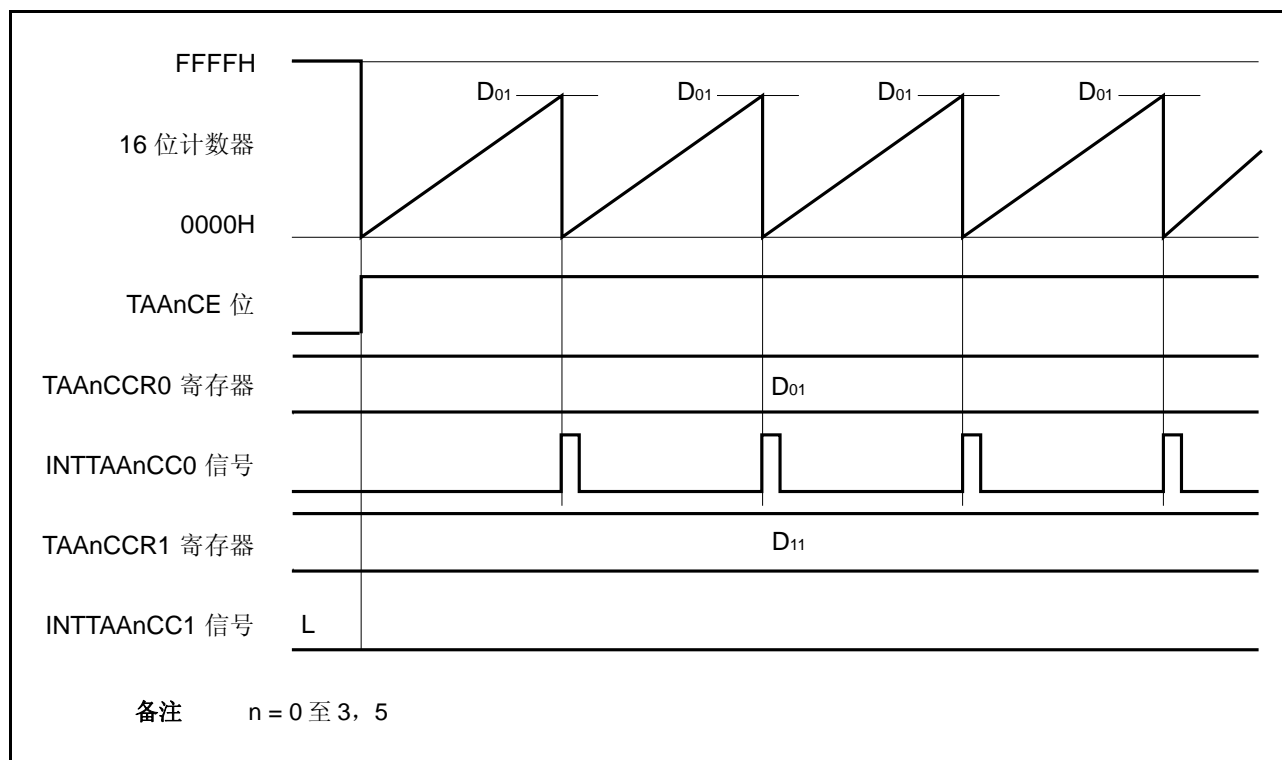 FFFFH
D01 D01 D01 D01
16 位计数器
0000H
TAAnCE 位
TAAnCCR0 寄存器
D01
INTTAAnCC0 信号
TAAnCCR1 寄存器
D11
INTTAAnCC1 信号
L
备注 n = 0 至 3，5